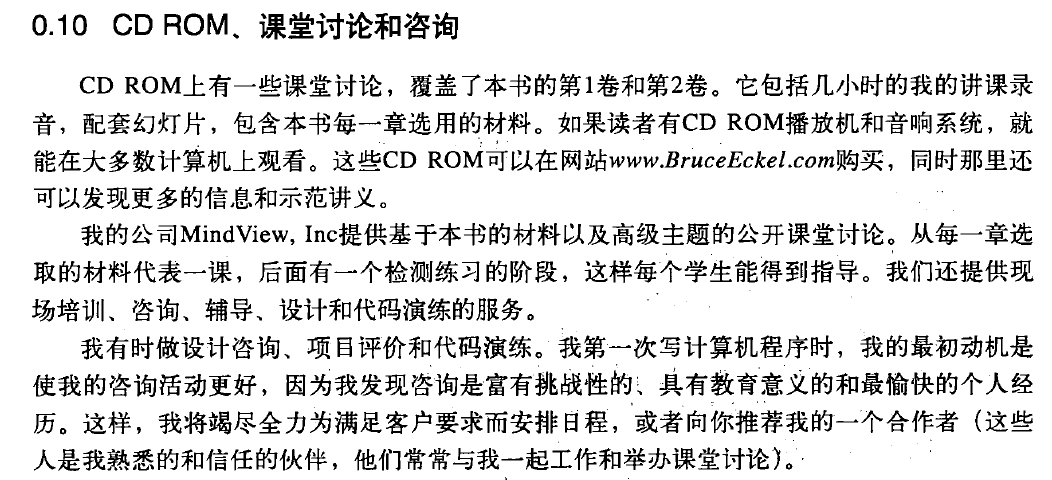 0.10 CD ROM、课堂讨论和咨询
CD ROM上有一些课堂讨论，覆盖了本书的第1卷和第2卷。它包括几小时的我的讲课录
音，配套幻灯片，包含本书每一章选用的材料。如果读者有CD ROM播放机和音响系统，就
能在大多数计算机上观看。这些CD ROM可以在网站www.BruceEckel.com购买，同时那里还
可以发现更多的信息和示范讲义。
我的公司MindView, Inc提供基于本书的材料以及高级主题的公开课堂讨论。从每一章选
取的材料代表一课，后面有一个检测练习的阶段，这样每个学生能得到指导。我们还提供现
场培训、咨询、辅导、设计和代码演练的服务。
我有时做设计咨询、项目评价和代码演练。我第一次写计算机程序时，我的最初动机是
使我的咨询活动更好，因为我发现咨询是富有挑战性的、具有教育意义的和最愉快的个人经
历。这样，我将竭尽全力为满足客户要求而安排日程，或者向你推荐我的一个合作者（这些
人是我熟悉的和信任的伙伴，他们常常与我一起工作和举办课堂讨论）。